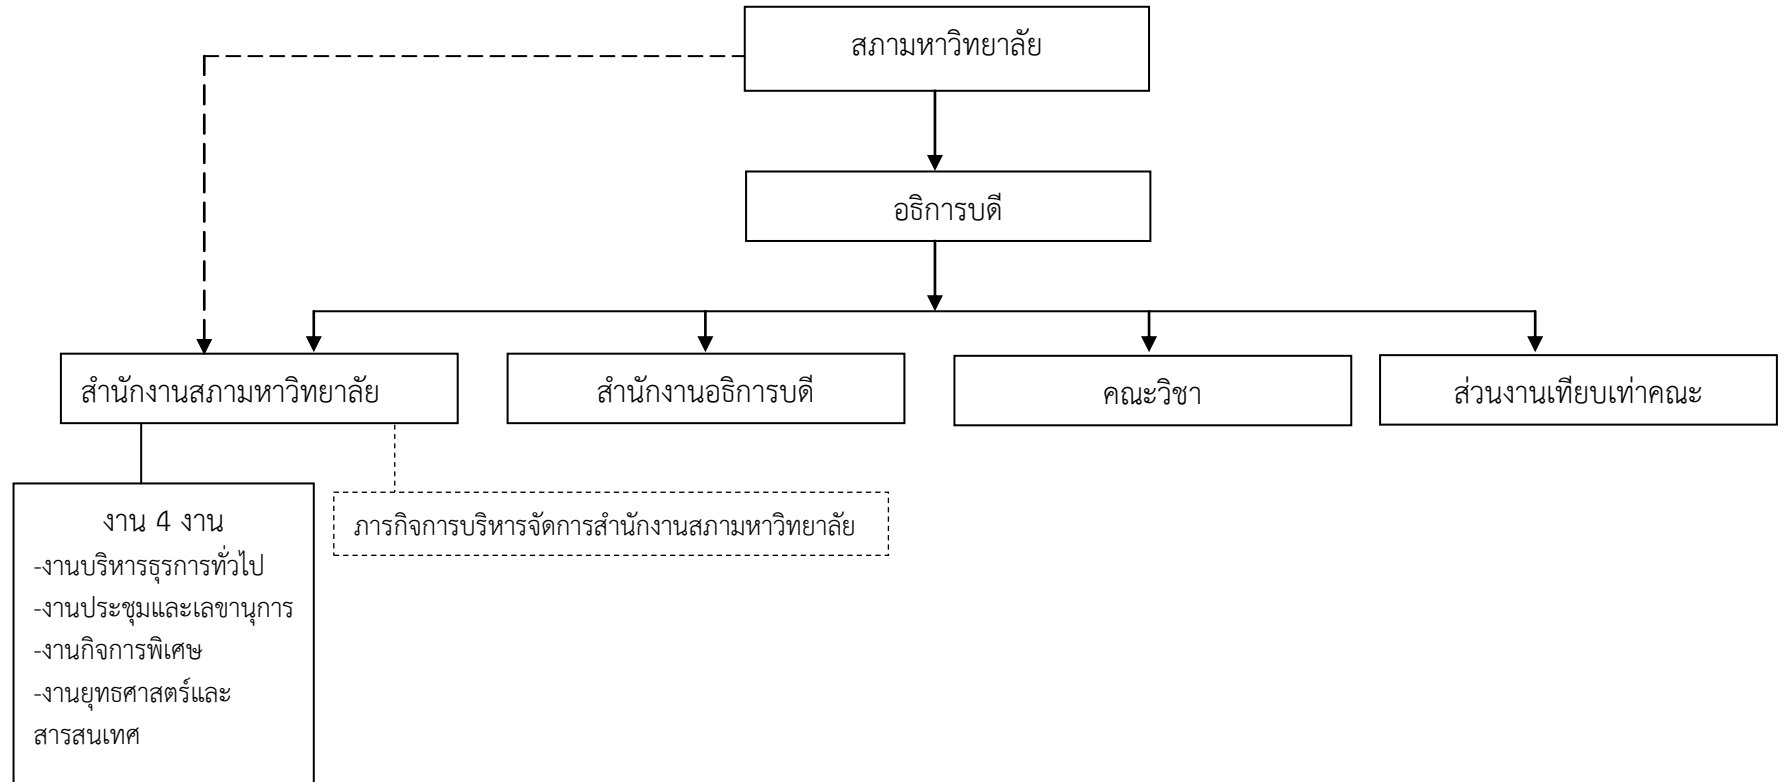 สภามหาวิทยาลัย
อธิการบดี
สำนักงานสภามหาวิทยาลัย
สำนักงานอธิการบดี
คณะวิชา
ส่วนงานเทียบเท่าคณะ
งาน 4 งาน
-งานบริหารธุรการทั่วไป
-งานประชุมและเลขานุการ
-งานกิจการพิเศษ
-งานยุทธศาสตร์และ
สารสนเทศ
ภารกิจการบริหารจัดการสำนักงานสภามหาวิทยาลัย